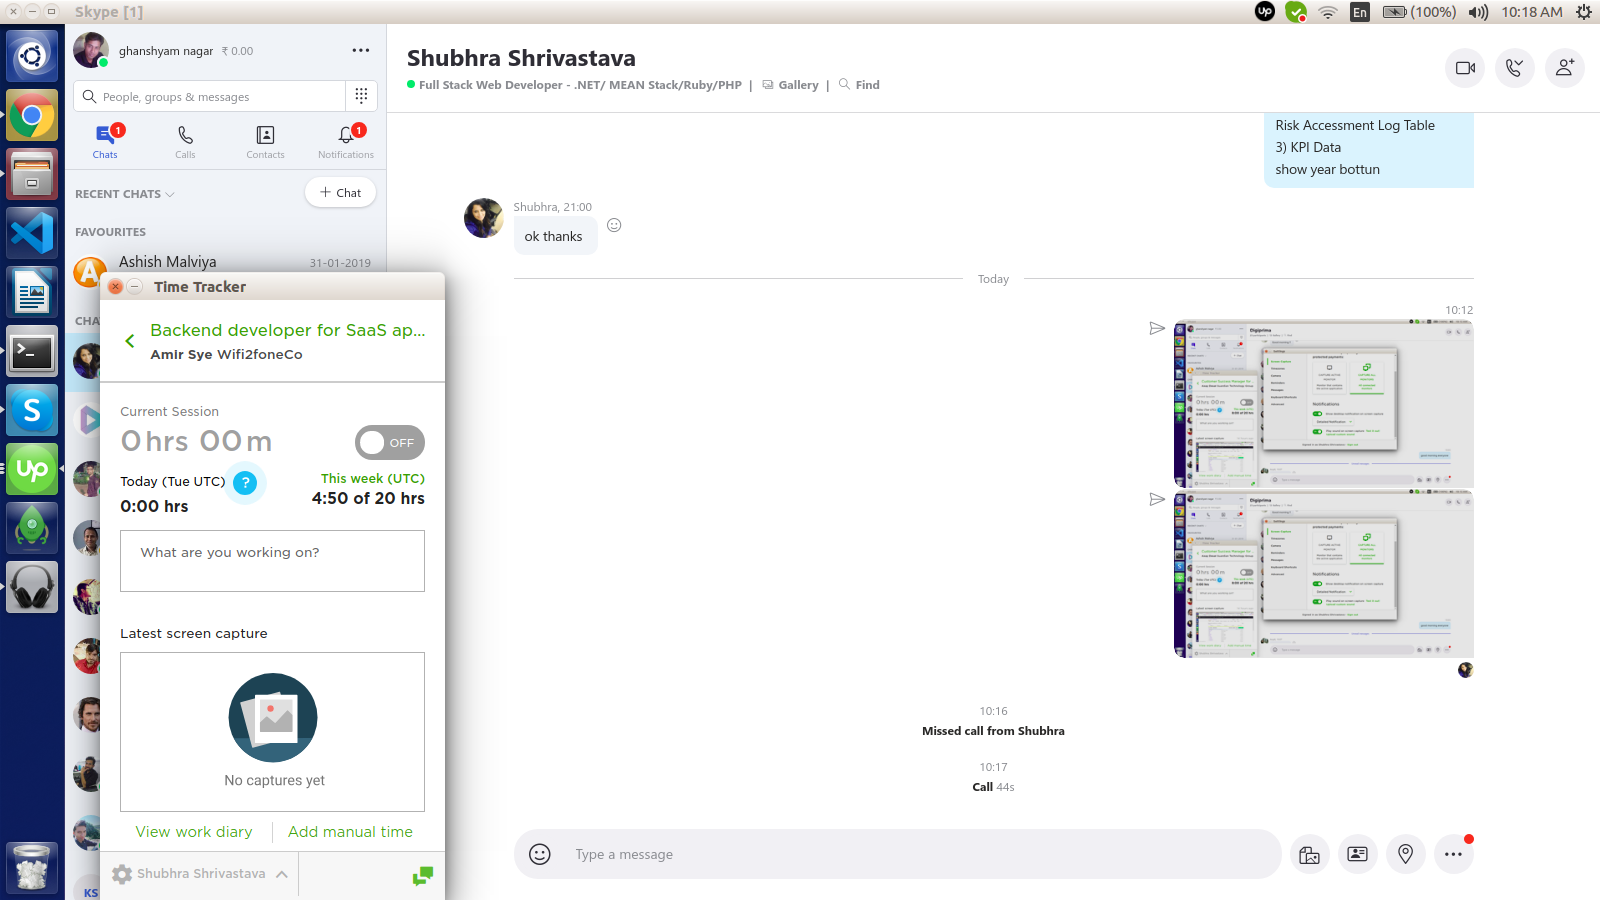 Skype [1]
up
En
(100%)
10:18 AM
ghanshyam nagar ₹ 0.00
People, groups & messages
1
1
Chats
Calls
Contacts
Notifications
RECENT CHATS
+ Chat
FAVOURITES
A
Ashish Malviya
31-01-2019
CHA
KS
S
up
Time Tracker
Backend developer for SaaS ap...
Amir Sye Wifi2foneCo
Current Session
0hrs 00m
OFF
Today (Tue UTC) ?
This week (UTC)
0:00 hrs
4:50 of 20 hrs
What are you working on?
Latest screen capture
No captures yet
View work diary
Add manual time
Shubhra Shrivastava
Shubhra Shrivastava
Full Stack Web Developer - .NET/ MEAN Stack/Ruby/PHP | Gallery | Find
Risk Accessment Log Table
3) KPI Data
show year bottun
Shubhra, 21:00
ok thanks
Today
10:12
10:16
Missed call from Shubhra
10:17
Call 44s
Type a message